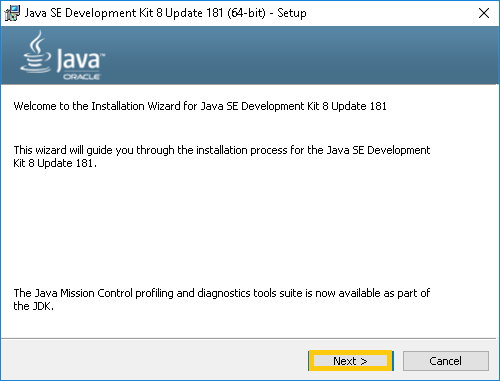 Java SE Development Kit 8 Update 181 (64-bit) - Setup
Java
ORACLE
Welcome to the Installation Wizard for Java SE Development Kit 8 Update 181
This wizard will guide you through the installation process for the Java SE Development
Kit 8 Update 181.
The Java Mission Control profiling and diagnostics tools suite is now available as part of
the JDK.
Next >
Cancel